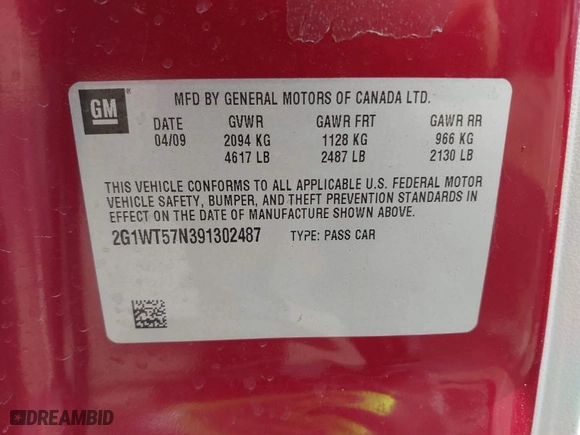 GM
MFD BY GENERAL MOTORS OF CANADA LTD.
DATE GVWR GAWR FRT GAWR RR
04/09 2094 KG 1128 KG 966 KG
4617 LB 2487 LB 2130 LB
THIS VEHICLE CONFORMS TO ALL APPLICABLE U.S. FEDERAL MOTOR
VEHICLE SAFETY, BUMPER, AND THEFT PREVENTION STANDARDS IN
EFFECT ON THE DATE OF MANUFACTURE SHOWN ABOVE.
2G1WT57N391302487 TYPE: PASS CAR
DREAMBID